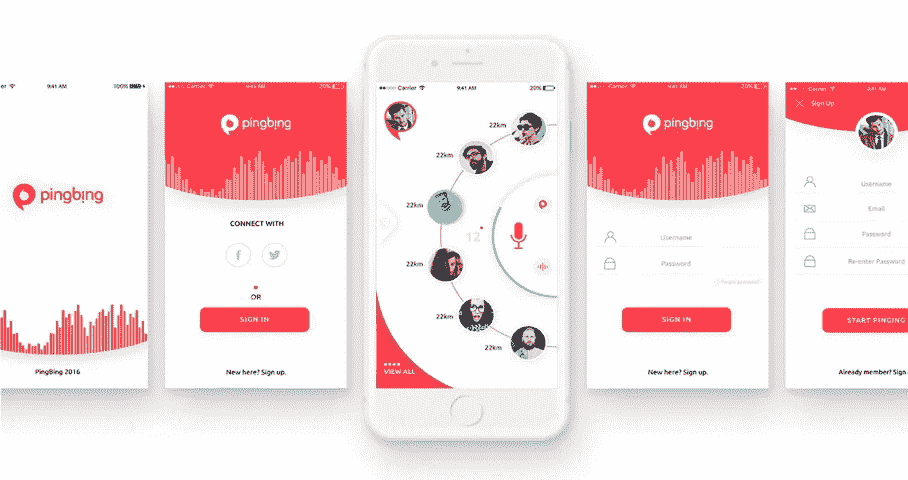 9:41 AM
100%
pingbing
PingBing 2016
Carrier
9:41 AM
20%
pingbing
CONNECT WITH
OR
SIGN IN
New here? Sign up.
Carrier
9:41 AM
20%
22km
22km
22km
12
22km
22km
22km
VIEW ALL
Carrier
9:41 AM
20%
pingbing
Username
Password
Forgot password?
SIGN IN
New here? Sign up.
Carrier
9:41 AM
Sign Up
Username
Email
Password
Re-enter Password
START PINGING
Already member? Sign